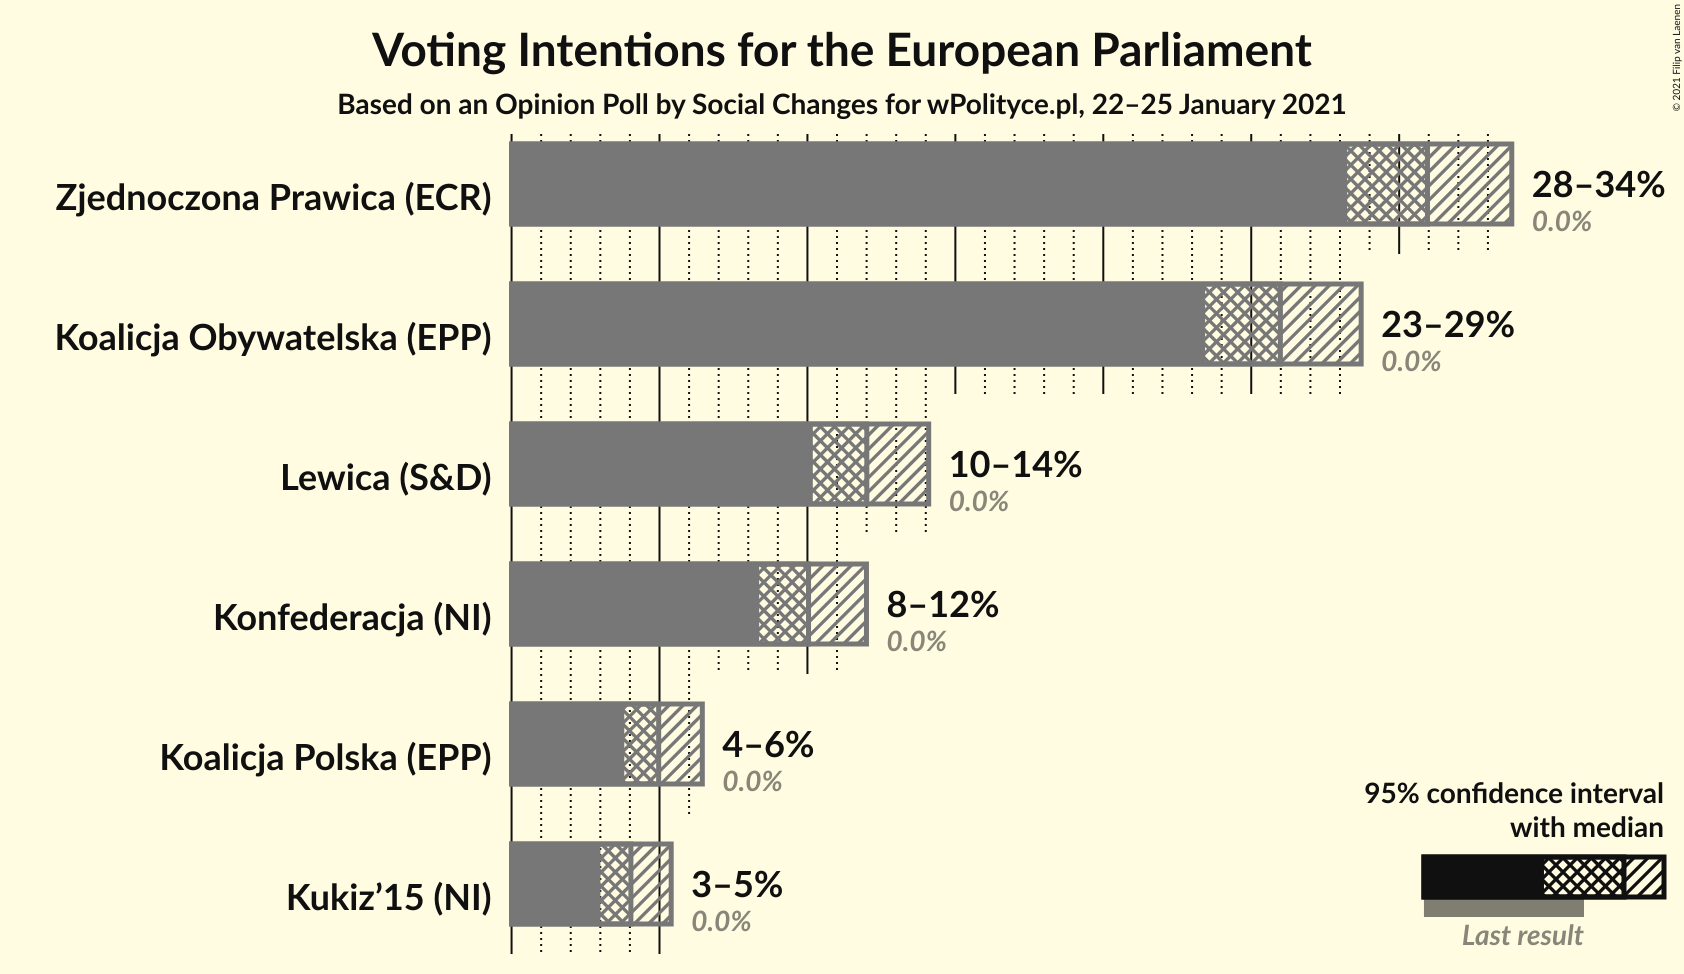 Voting Intentions for the European Parliament
Based on an Opinion Poll by Social Changes for wPolityce.pl, 22–25 January 2021
© 2021 Filip van Laenen
Zjednoczona Prawica (ECR)
28–34%
0.0%
Koalicja Obywatelska (EPP)
23–29%
0.0%
Lewica (S&D)
10–14%
0.0%
Konfederacja (NI)
8–12%
0.0%
Koalicja Polska (EPP)
4–6%
0.0%
Kukiz’15 (NI)
3–5%
0.0%
95% confidence interval
with median
Last result